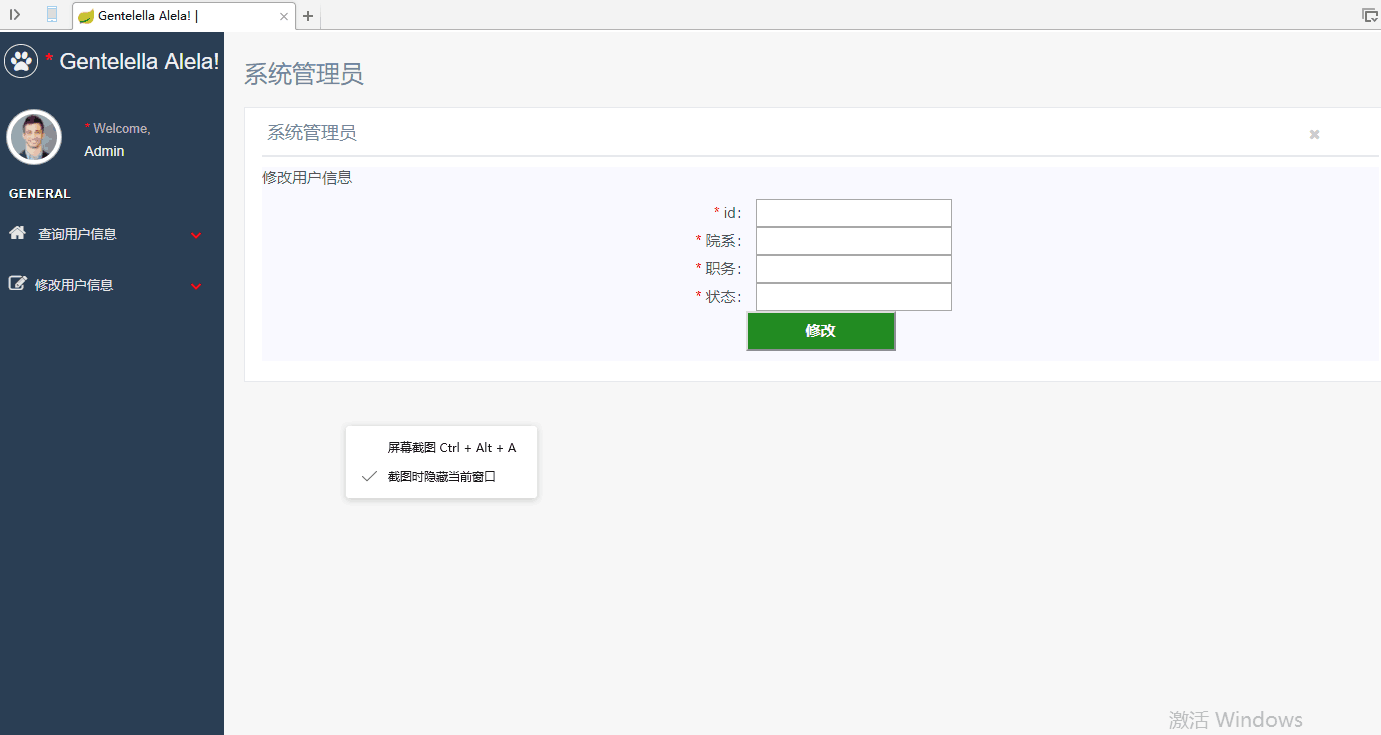 Gentelella Alela! |
* Gentelella Alela!
* Welcome,
Admin
GENERAL
查询用户信息
修改用户信息
系统管理员
系统管理员
修改用户信息
* id：
* 院系：
* 职务：
* 状态：
修改
屏幕截图 Ctrl + Alt + A
截图时隐藏当前窗口
激活 Windows